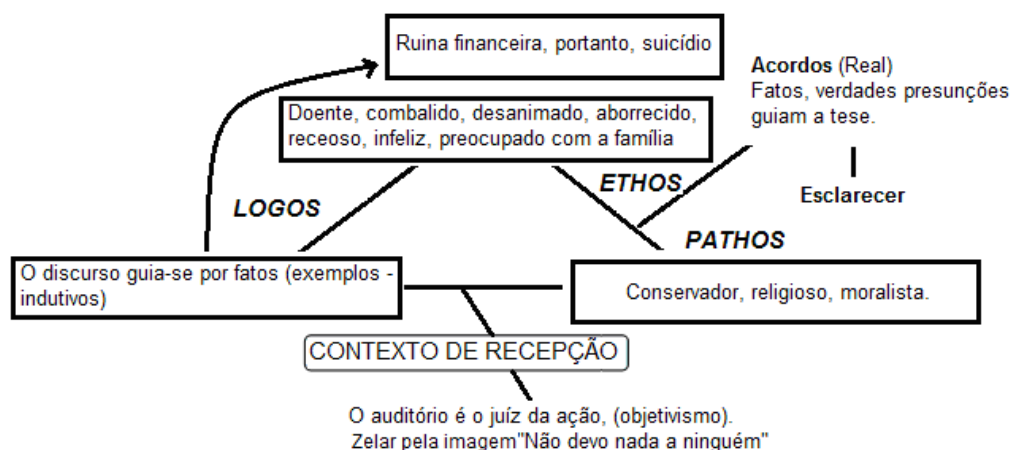 Ruina financeira, portanto, suicídio
Acordos (Real)
Fatos, verdades presunções
guiam a tese.
Doente, combalido, desanimado, aborrecido,
receoso, infeliz, preocupado com a família
ETHOS
Esclarecer
LOGOS
PATHOS
O discurso guia-se por fatos (exemplos -
indutivos)
Conservador, religioso, moralista.
CONTEXTO DE RECEPÇÃO
O auditório é o juíz da ação, (objetivismo).
Zelar pela imagem"Não devo nada a ninguém"